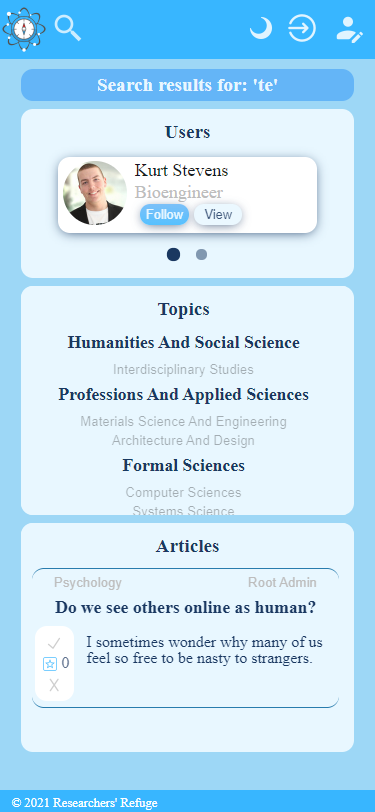 Search results for: 'te'
Users
Kurt Stevens
Bioengineer
Follow View
Topics
Humanities And Social Science
Interdisciplinary Studies
Professions And Applied Sciences
Materials Science And Engineering
Architecture And Design
Formal Sciences
Computer Sciences
Systems Science
Articles
Psychology Root Admin
Do we see others online as human?
I sometimes wonder why many of us
feel so free to be nasty to strangers.
0
© 2021 Researchers' Refuge